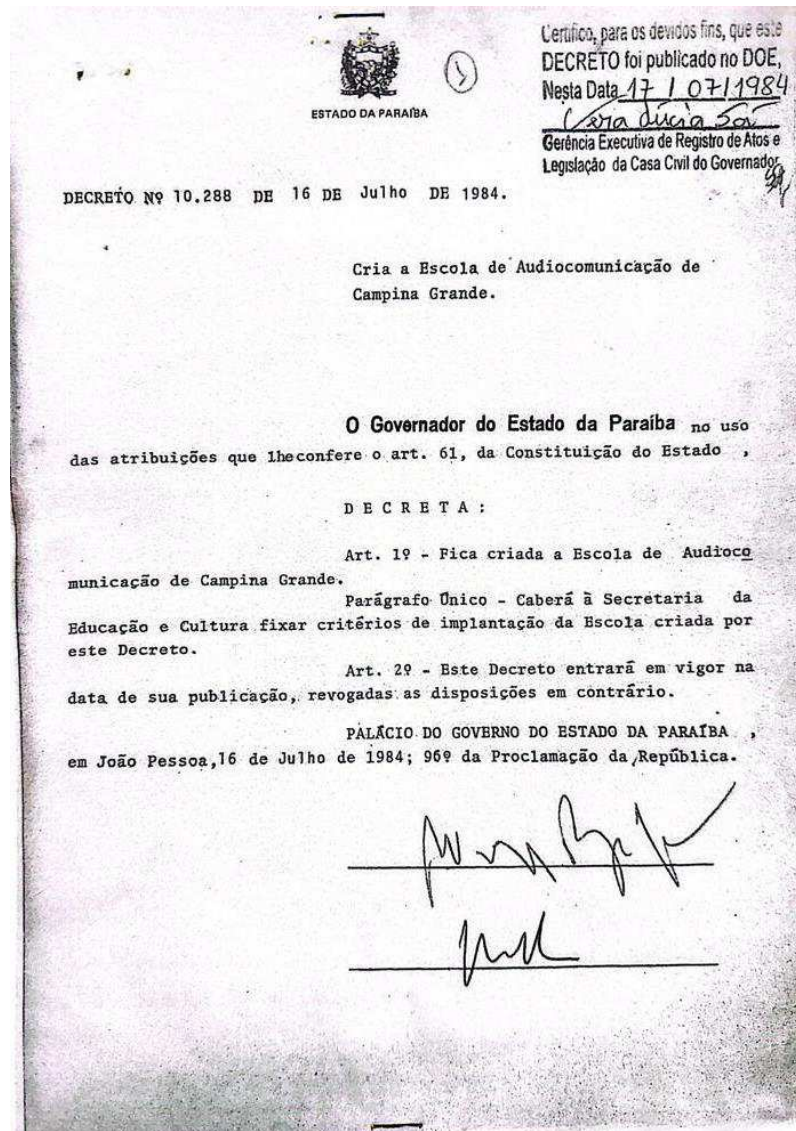 Certifico, para os devidos fins, que este
DECRETO foi publicado no DOE,
Nesta Data 17 / 07/1984
Vera Lúcia Sá
Gerência Executiva de Registro de Atos e
Legislação da Casa Civil do Governador
ESTADO DA PARAÍBA
DECRETO Nº 10.288 DE 16 DE Julho DE 1984.
Cria a Escola de Audiocomunicação de
Campina Grande.
O Governador do Estado da Paraíba no uso
das atribuições que lheconfere o art. 61, da Constituição do Estado ,
D E C R E T A :
Art. 1º - Fica criada a Escola de Audioco
municação de Campina Grande.
Parágrafo Único - Caberá à Secretaria da
Educação e Cultura fixar critérios de implantação da Escola criada por
este Decreto.
Art. 2º - Este Decreto entrará em vigor na
data de sua publicação, revogadas as disposições em contrário.
PALÁCIO DO GOVERNO DO ESTADO DA PARAÍBA ,
em João Pessoa,16 de Julho de 1984; 96º da Proclamação da República.